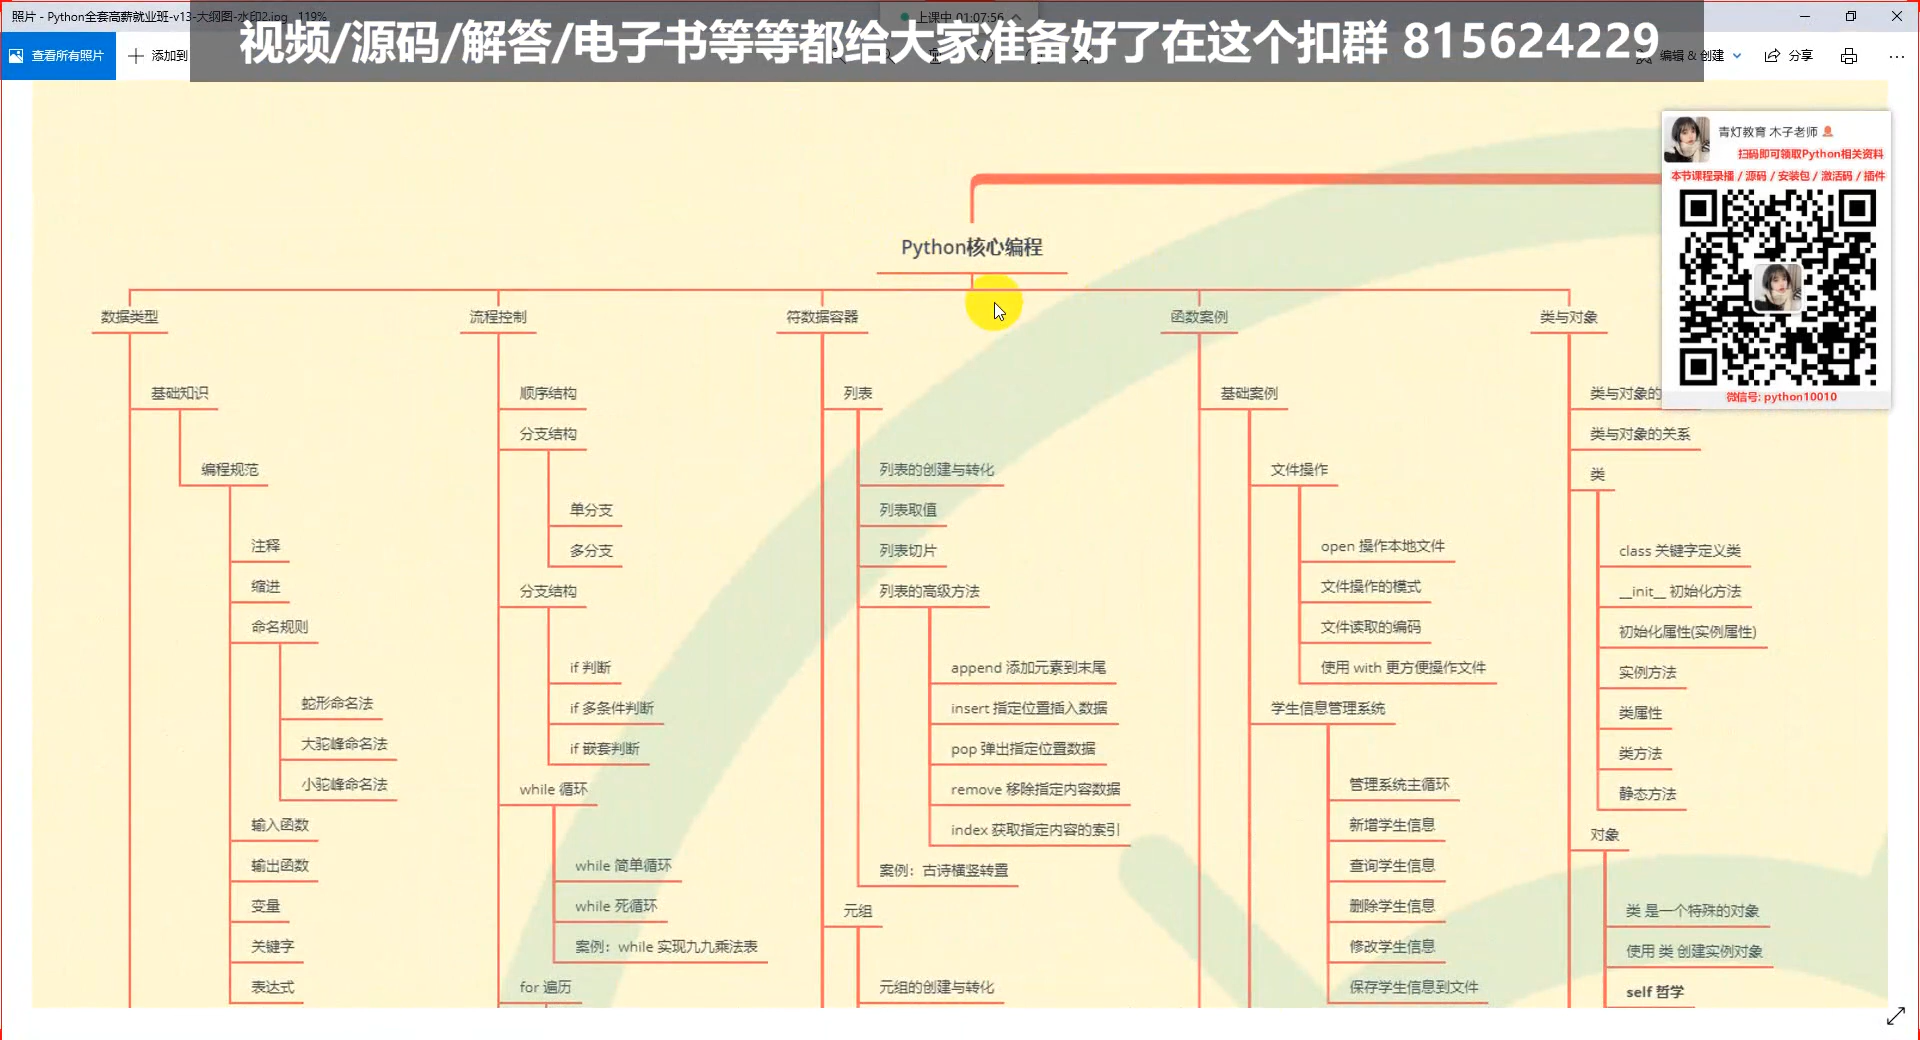 照片 - Python全套高薪就业班-v13-大纲图-水印2.jpg   119%
上课中 01:07:56
视频/源码/解答/电子书等等都给大家准备好了在这个扣群 815624229
查看所有照片
添加到
编辑 & 创建
分享
青灯教育 木子老师
扫码即可领取Python相关资料
本节课程录播 / 源码 / 安装包 / 激活码 / 插件
微信号: python10010
Python核心编程
数据类型
基础知识
编程规范
注释
缩进
命名规则
蛇形命名法
大驼峰命名法
小驼峰命名法
输入函数
输出函数
变量
关键字
表达式
流程控制
顺序结构
分支结构
单分支
多分支
分支结构
if 判断
if 多条件判断
if 嵌套判断
while 循环
while 简单循环
while 死循环
案例：while 实现九九乘法表
for 遍历
符数据容器
列表
列表的创建与转化
列表取值
列表切片
列表的高级方法
append 添加元素到末尾
insert 指定位置插入数据
pop 弹出指定位置数据
remove 移除指定内容数据
index 获取指定内容的索引
案例：古诗横竖转置
元组
元组的创建与转化
函数案例
基础案例
文件操作
open 操作本地文件
文件操作的模式
文件读取的编码
使用 with 更方便操作文件
学生信息管理系统
管理系统主循环
新增学生信息
查询学生信息
删除学生信息
修改学生信息
保存学生信息到文件
类与对象
类与对象的
类与对象的关系
类
class 关键字定义类
__init__ 初始化方法
初始化属性(实例属性)
实例方法
类属性
类方法
静态方法
对象
类 是一个特殊的对象
使用 类 创建实例对象
self 哲学